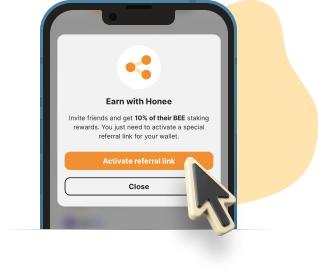 Earn with Honee
Invite friends and get 10% of their BEE staking
rewards. You just need to activate a special
referral link for your wallet.
Activate referral link
Close